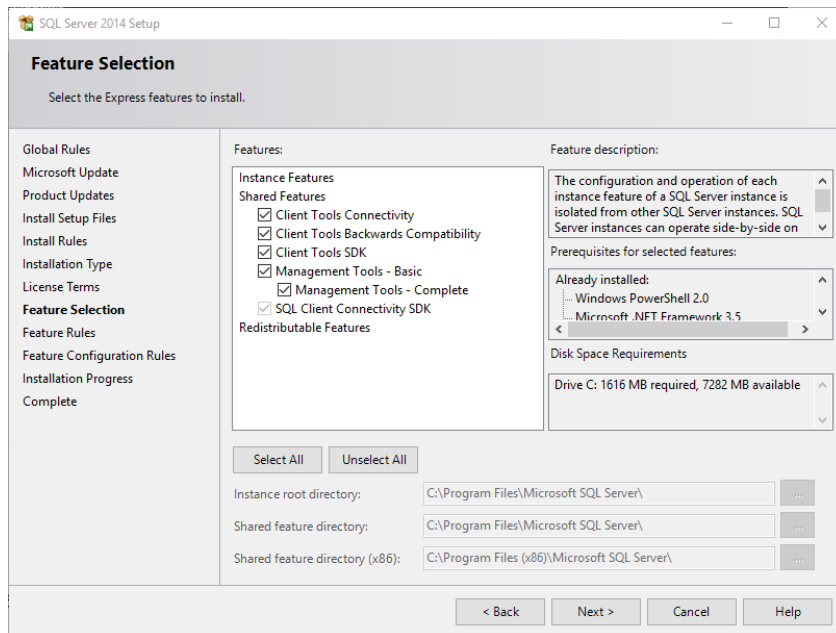 SQL Server 2014 Setup
Feature Selection
Select the Express features to install.
Global Rules
Microsoft Update
Product Updates
Install Setup Files
Install Rules
Installation Type
License Terms
Feature Selection
Feature Rules
Feature Configuration Rules
Installation Progress
Complete
Features:
Instance Features
Shared Features
Client Tools Connectivity
Client Tools Backwards Compatibility
Client Tools SDK
Management Tools - Basic
Management Tools - Complete
SQL Client Connectivity SDK
Redistributable Features
Feature description:
The configuration and operation of each
instance feature of a SQL Server instance is
isolated from other SQL Server instances. SQL
Server instances can operate side-by-side on
Prerequisites for selected features:
Already installed:
Windows PowerShell 2.0
Microsoft .NET Framework 3.5
Disk Space Requirements
Drive C: 1616 MB required, 7282 MB available
Select All
Unselect All
Instance root directory:
C:\Program Files\Microsoft SQL Server\
...
Shared feature directory:
C:\Program Files\Microsoft SQL Server\
...
Shared feature directory (x86):
C:\Program Files (x86)\Microsoft SQL Server\
...
< Back
Next >
Cancel
Help